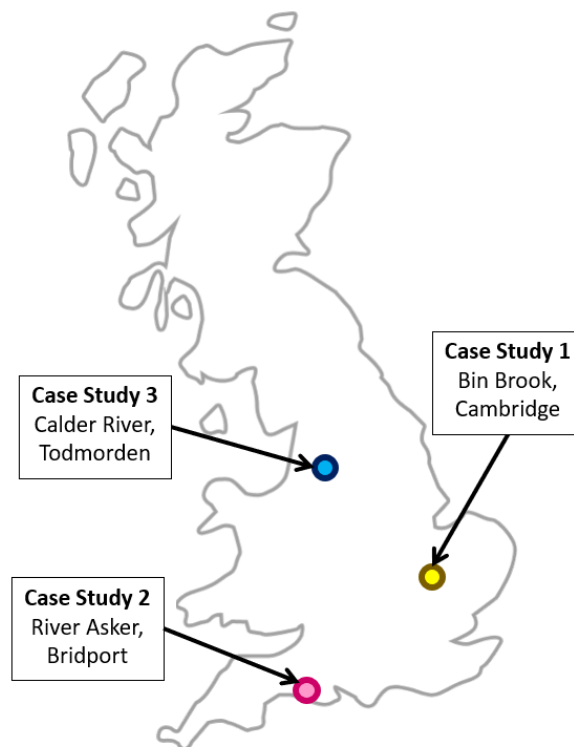 Case Study 1
Bin Brook,
Cambridge
Case Study 3
Calder River,
Todmorden
Case Study 2
River Asker,
Bridport